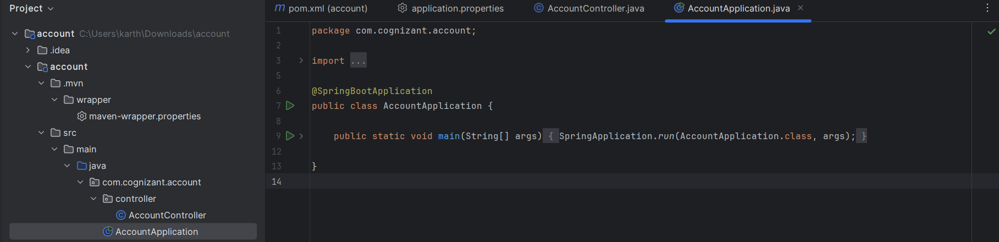 Project
account C:\Users\karth\Downloads\account
.idea
account
.mvn
wrapper
maven-wrapper.properties
src
main
java
com.cognizant.account
controller
AccountController
AccountApplication
m pom.xml (account)
application.properties
AccountController.java
AccountApplication.java
1 package com.cognizant.account;
2
3 import ...
5
6 @SpringBootApplication
7 public class AccountApplication {
8
9 public static void main(String[] args) { SpringApplication.run(AccountApplication.class, args); }
12
13 }
14